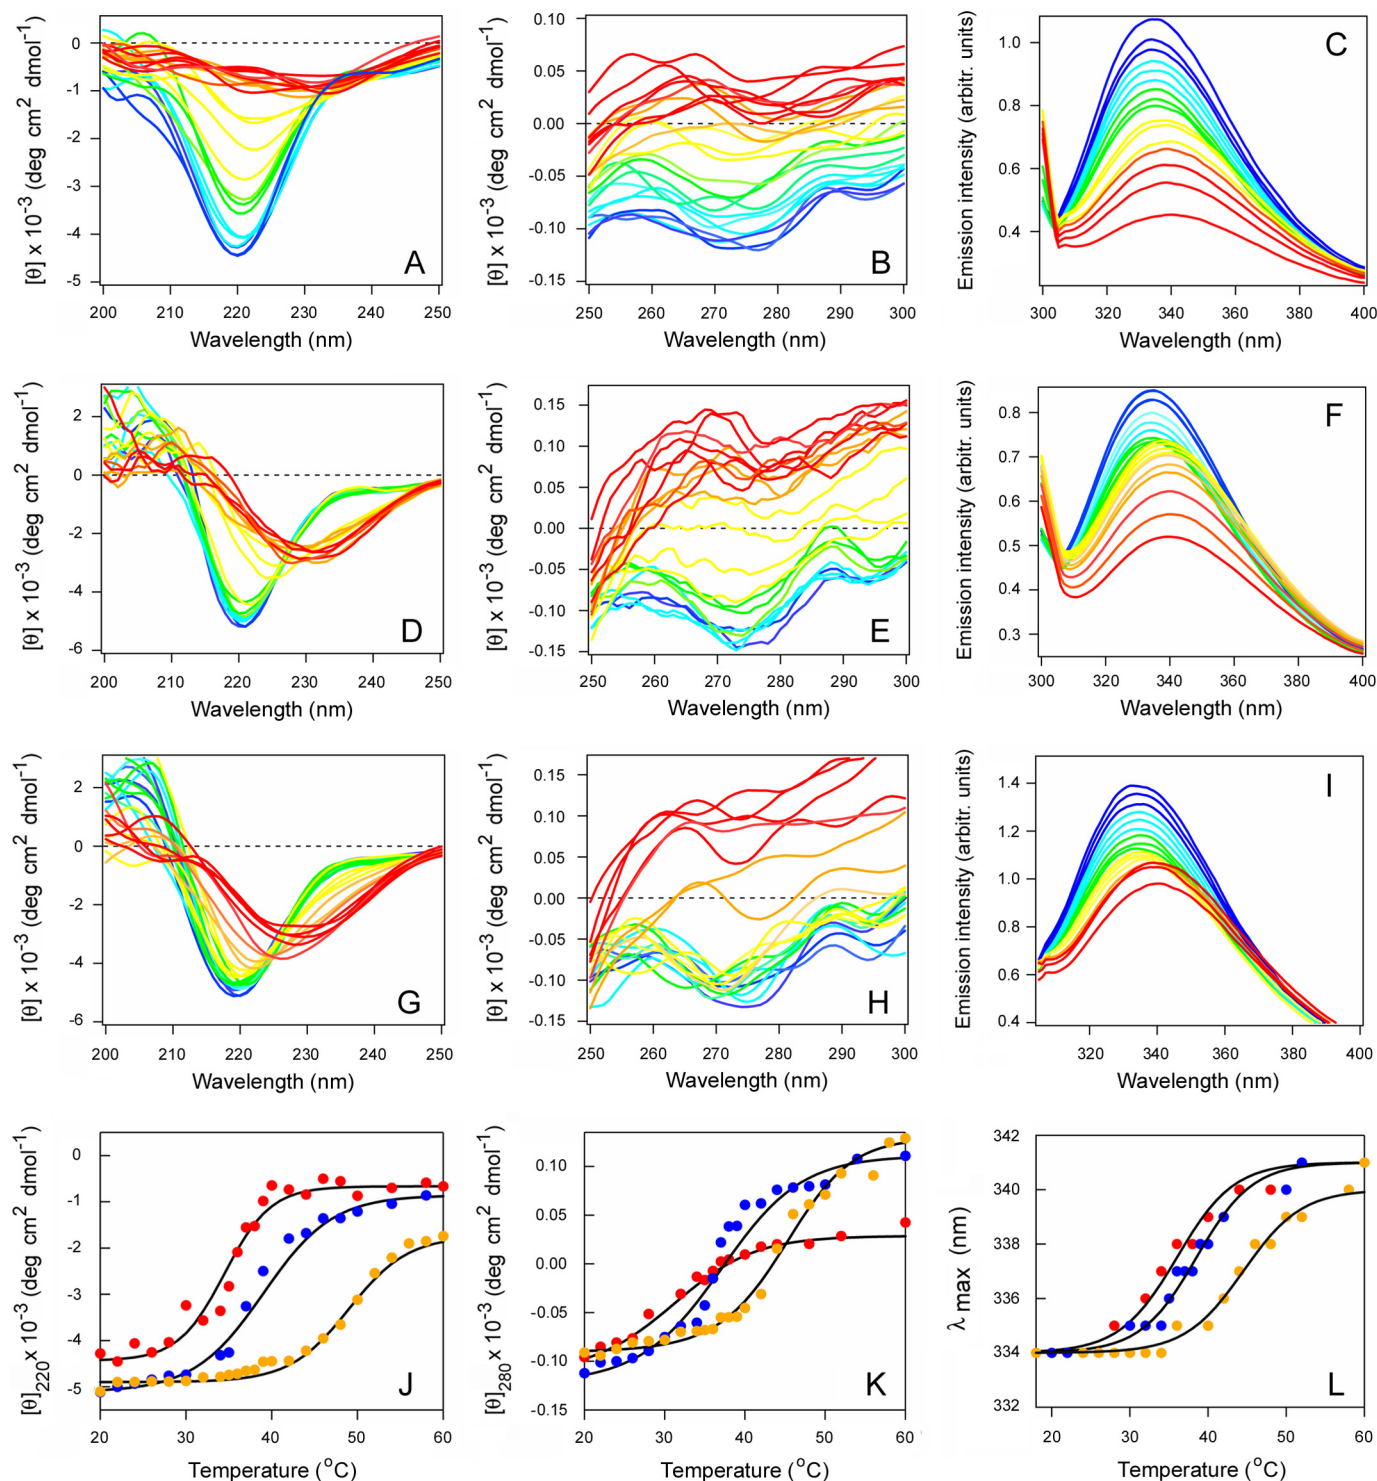 [θ] x 10⁻³ (deg cm² dmol⁻¹)
0
-1
-2
-3
-4
-5
A
200 210 220 230 240 250
Wavelength (nm)
[θ] x 10⁻³ (deg cm² dmol⁻¹)
0.10
0.05
0.00
-0.05
-0.10
-0.15
B
250 260 270 280 290 300
Wavelength (nm)
Emission intensity (arbitr. units)
1.0
0.8
0.6
0.4
C
300 320 340 360 380 400
Wavelength (nm)
[θ] x 10⁻³ (deg cm² dmol⁻¹)
2
0
-2
-4
-6
D
200 210 220 230 240 250
Wavelength (nm)
[θ] x 10⁻³ (deg cm² dmol⁻¹)
0.15
0.10
0.05
0.00
-0.05
-0.10
-0.15
E
250 260 270 280 290 300
Wavelength (nm)
Emission intensity (arbitr. units)
0.8
0.7
0.6
0.5
0.4
0.3
F
300 320 340 360 380 400
Wavelength (nm)
[θ] x 10⁻³ (deg cm² dmol⁻¹)
2
0
-2
-4
-6
G
200 210 220 230 240 250
Wavelength (nm)
[θ] x 10⁻³ (deg cm² dmol⁻¹)
0.15
0.10
0.05
0.00
-0.05
-0.10
-0.15
H
250 260 270 280 290 300
Wavelength (nm)
Emission intensity (arbitr. units)
1.4
1.2
1.0
0.8
0.6
0.4
I
320 340 360 380 400
Wavelength (nm)
[θ]₂₂₀ x 10⁻³ (deg cm² dmol⁻¹)
0
-1
-2
-3
-4
-5
J
20 30 40 50 60
Temperature (°C)
[θ]₂₈₀ x 10⁻³ (deg cm² dmol⁻¹)
0.10
0.05
0.00
-0.05
-0.10
-0.15
K
20 30 40 50 60
Temperature (°C)
λ max (nm)
342
340
338
336
334
332
L
20 30 40 50 60
Temperature (°C)